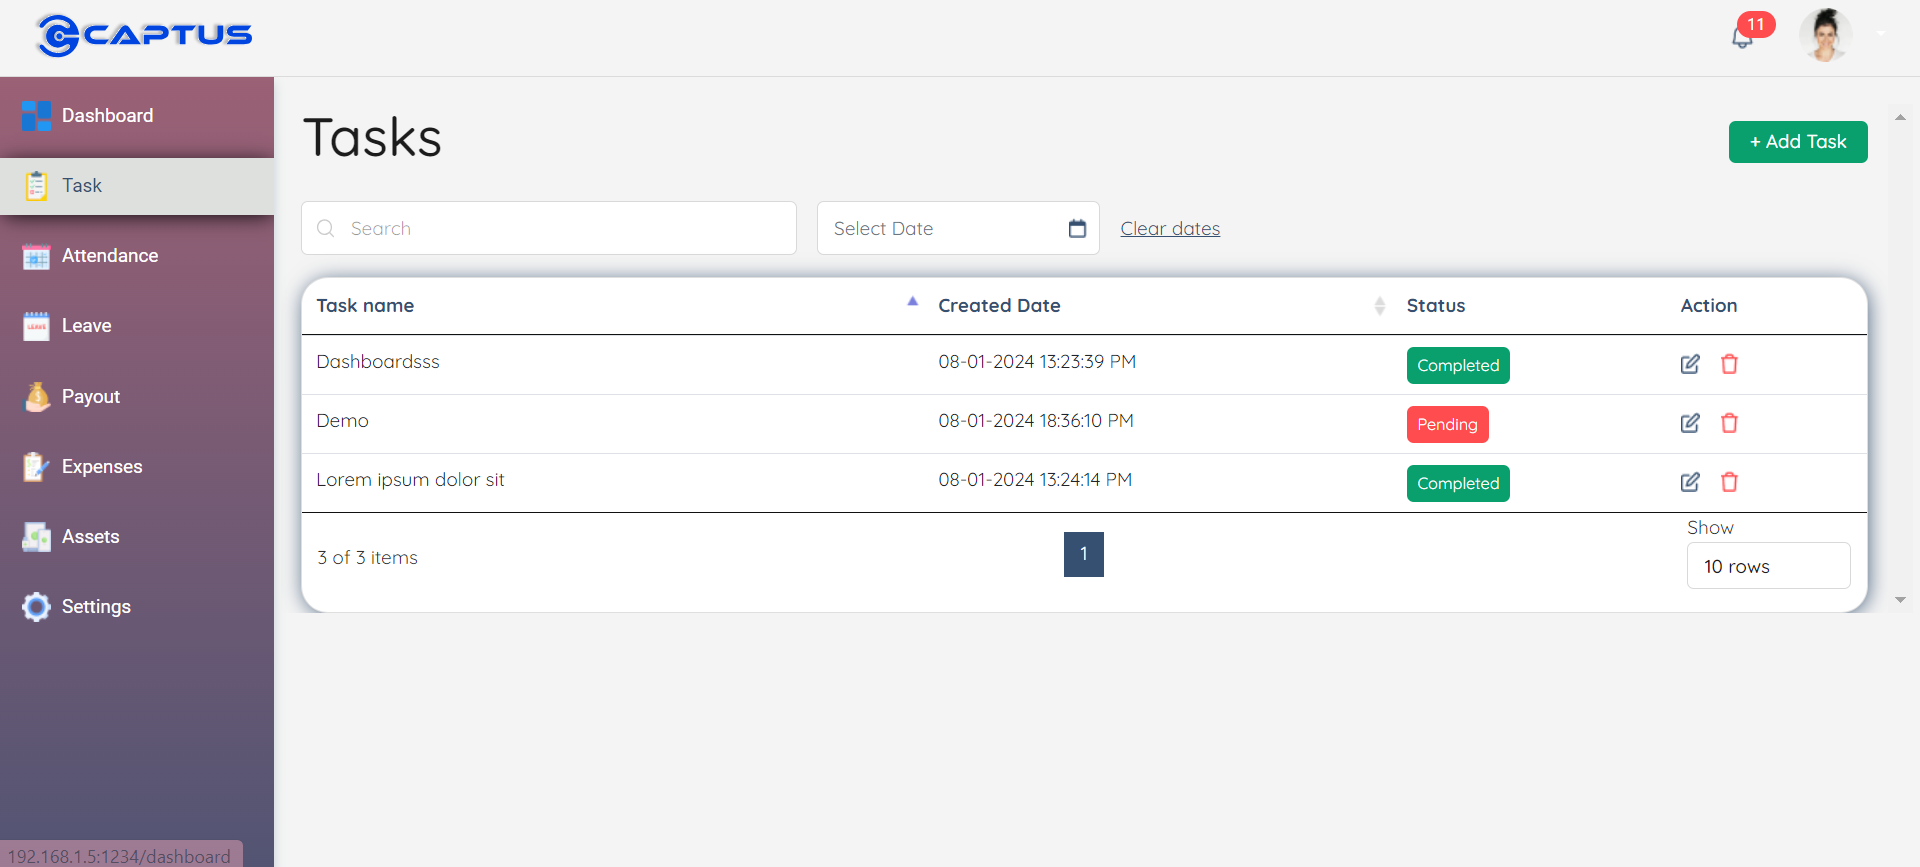 CAPTUS
11
Dashboard
Task
Attendance
Leave
Payout
Expenses
Assets
Settings
Tasks
+ Add Task
Search
Select Date
Clear dates
Task name Created Date Status Action
Dashboardsss 08-01-2024 13:23:39 PM Completed
Demo 08-01-2024 18:36:10 PM Pending
Lorem ipsum dolor sit 08-01-2024 13:24:14 PM Completed
Show
3 of 3 items 1 10 rows
192.168.1.5:1234/dashboard